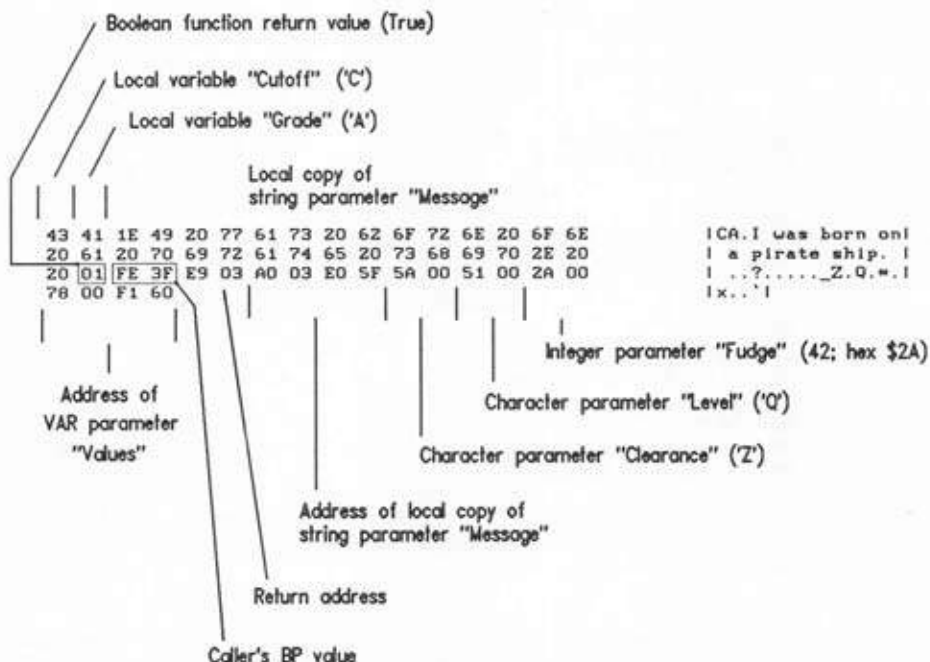 Boolean function return value (True)
Local variable "Cutoff" ('C')
Local variable "Grade" ('A')
Local copy of
string parameter "Message"
43 41 1E 49 20 77 61 73 20 62 6F 72 6E 20 6F 6E |CA.I was born on|
20 61 20 70 69 72 61 74 65 20 73 68 69 70 2E 20 | a pirate ship. |
20 01 FE 3F E9 03 A0 03 E0 5F 5A 00 51 00 2A 00 | ..?....._Z.Q.*.|
78 00 F1 60 |x..`|
Integer parameter "Fudge" (42; hex $2A)
Address of
VAR parameter
"Values"
Character parameter "Level" ('Q')
Character parameter "Clearance" ('Z')
Address of local copy of
string parameter "Message"
Return address
Caller's BP value